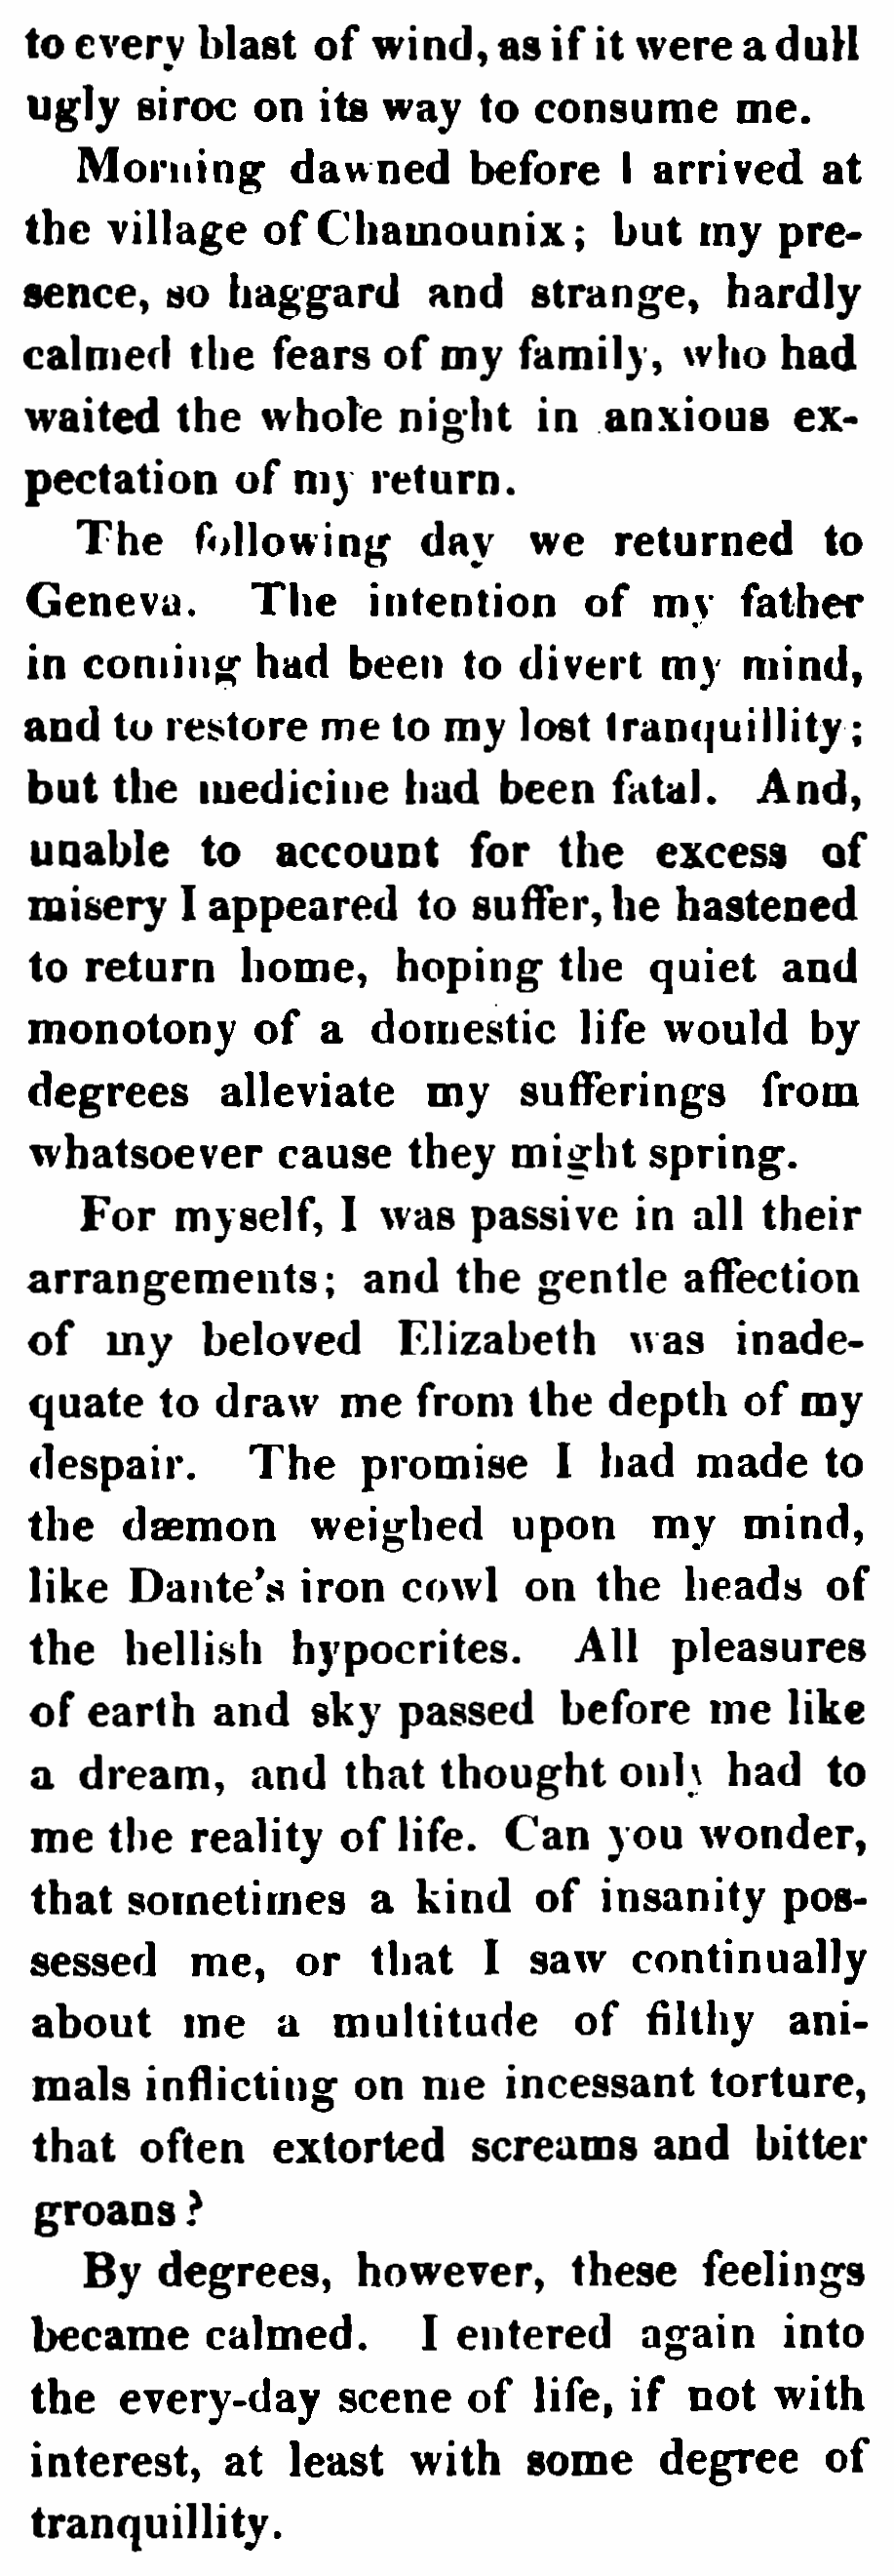 to every blast of wind, as if it were a dull
ugly siroc on its way to consume me.
Morning dawned before I arrived at
the village of Chamounix; but my pre-
sence, so haggard and strange, hardly
calmed the fears of my family, who had
waited the whole night in anxious ex-
pectation of my return.
The following day we returned to
Geneva. The intention of my father
in coming had been to divert my mind,
and to restore me to my lost tranquillity;
but the medicine had been fatal. And,
unable to account for the excess of
misery I appeared to suffer, he hastened
to return home, hoping the quiet and
monotony of a domestic life would by
degrees alleviate my sufferings from
whatsoever cause they might spring.
For myself, I was passive in all their
arrangements; and the gentle affection
of my beloved Elizabeth was inade-
quate to draw me from the depth of my
despair. The promise I had made to
the dæmon weighed upon my mind,
like Dante's iron cowl on the heads of
the hellish hypocrites. All pleasures
of earth and sky passed before me like
a dream, and that thought only had to
me the reality of life. Can you wonder,
that sometimes a kind of insanity pos-
sessed me, or that I saw continually
about me a multitude of filthy ani-
mals inflicting on me incessant torture,
that often extorted screams and bitter
groans?
By degrees, however, these feelings
became calmed. I entered again into
the every-day scene of life, if not with
interest, at least with some degree of
tranquillity.